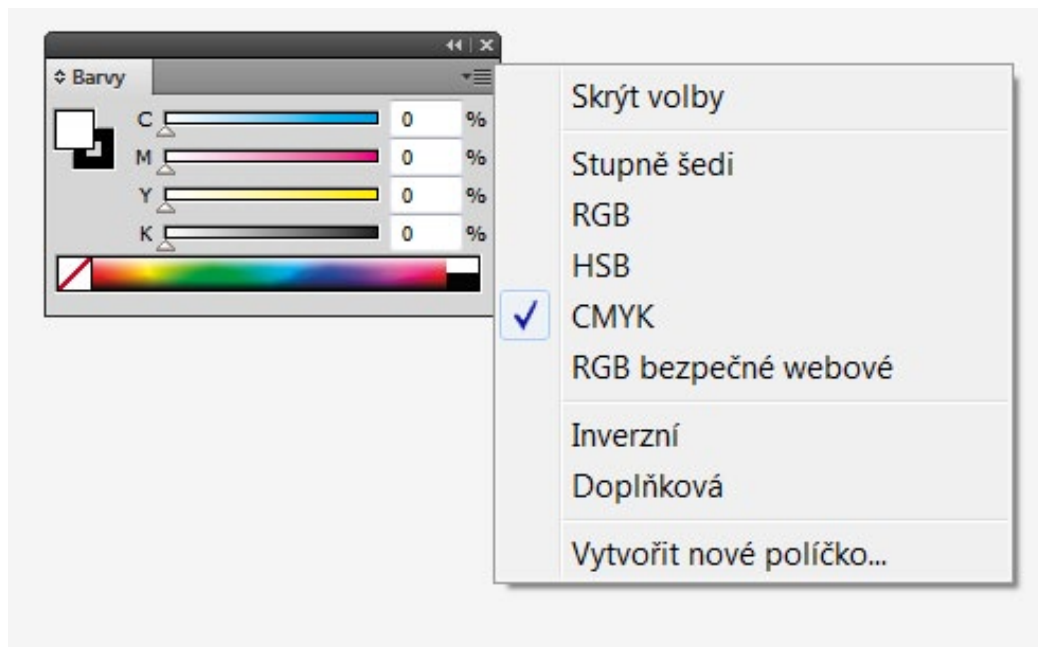 Barvy
C 0 %
M 0 %
Y 0 %
K 0 %
Skrýt volby
Stupně šedi
RGB
HSB
CMYK
RGB bezpečné webové
Inverzní
Doplňková
Vytvořit nové políčko...